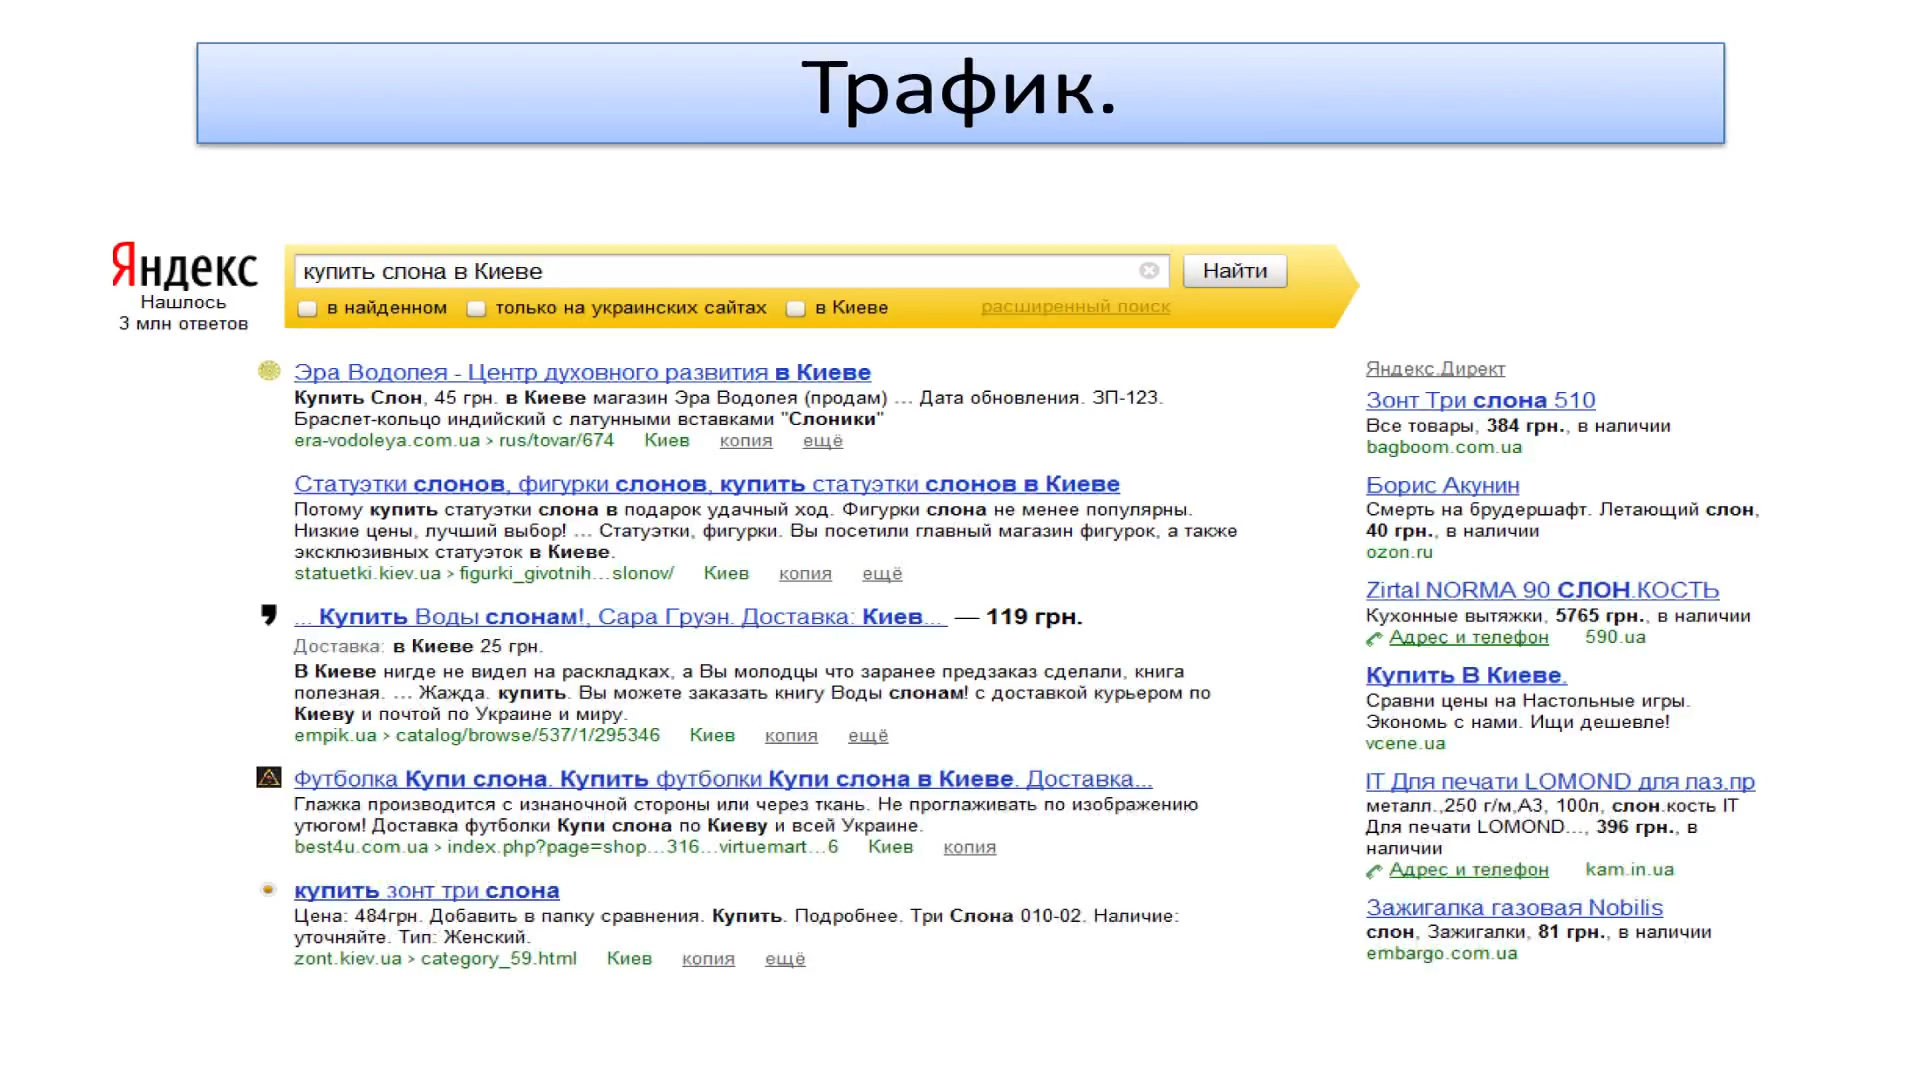 Трафик.
Яндекс
Нашлось
3 млн ответов
купить слона в Киеве
Найти
в найденном только на украинских сайтах в Киеве расширенный поиск
Эра Водолея - Центр духовного развития в Киеве
Купить Слон, 45 грн. в Киеве магазин Эра Водолея (продам) ... Дата обновления. ЗП-123.
Браслет-кольцо индийский с латунными вставками "Слоники"
era-vodoleya.com.ua › rus/tovar/674 Киев копия ещё
Статуэтки слонов, фигурки слонов, купить статуэтки слонов в Киеве
Потому купить статуэтки слона в подарок удачный ход. Фигурки слона не менее популярны.
Низкие цены, лучший выбор! ... Статуэтки, фигурки. Вы посетили главный магазин фигурок, а также
эксклюзивных статуэток в Киеве.
statuetki.kiev.ua › figurki_givotnih...slonov/ Киев копия ещё
... Купить Воды слонам!, Сара Груэн. Доставка: Киев... — 119 грн.
Доставка: в Киеве 25 грн.
В Киеве нигде не видел на раскладках, а Вы молодцы что заранее предзаказ сделали, книга
полезная. ... Жажда. купить. Вы можете заказать книгу Воды слонам! с доставкой курьером по
Киеву и почтой по Украине и миру.
empik.ua › catalog/browse/537/1/295346 Киев копия ещё
Футболка Купи слона. Купить футболки Купи слона в Киеве. Доставка...
Глажка производится с изнаночной стороны или через ткань. Не проглаживать по изображению
утюгом! Доставка футболки Купи слона по Киеву и всей Украине.
best4u.com.ua › index.php?page=shop...316...virtuemart...6 Киев копия
купить зонт три слона
Цена: 484грн. Добавить в папку сравнения. Купить. Подробнее. Три Слона 010-02. Наличие:
уточняйте. Тип: Женский.
zont.kiev.ua › category_59.html Киев копия ещё
Яндекс.Директ
Зонт Три слона 510
Все товары, 384 грн., в наличии
bagboom.com.ua
Борис Акунин
Смерть на брудершафт. Летающий слон,
40 грн., в наличии
ozon.ru
Zirtal NORMA 90 СЛОН.КОСТЬ
Кухонные вытяжки, 5765 грн., в наличии
Адрес и телефон 590.ua
Купить В Киеве.
Сравни цены на Настольные игры.
Экономь с нами. Ищи дешевле!
vcene.ua
IT Для печати LOMOND для лаз.пр
металл.,250 г/м,A3, 100л, слон.кость IT
Для печати LOMOND..., 396 грн., в
наличии
Адрес и телефон kam.in.ua
Зажигалка газовая Nobilis
слон, Зажигалки, 81 грн., в наличии
embargo.com.ua